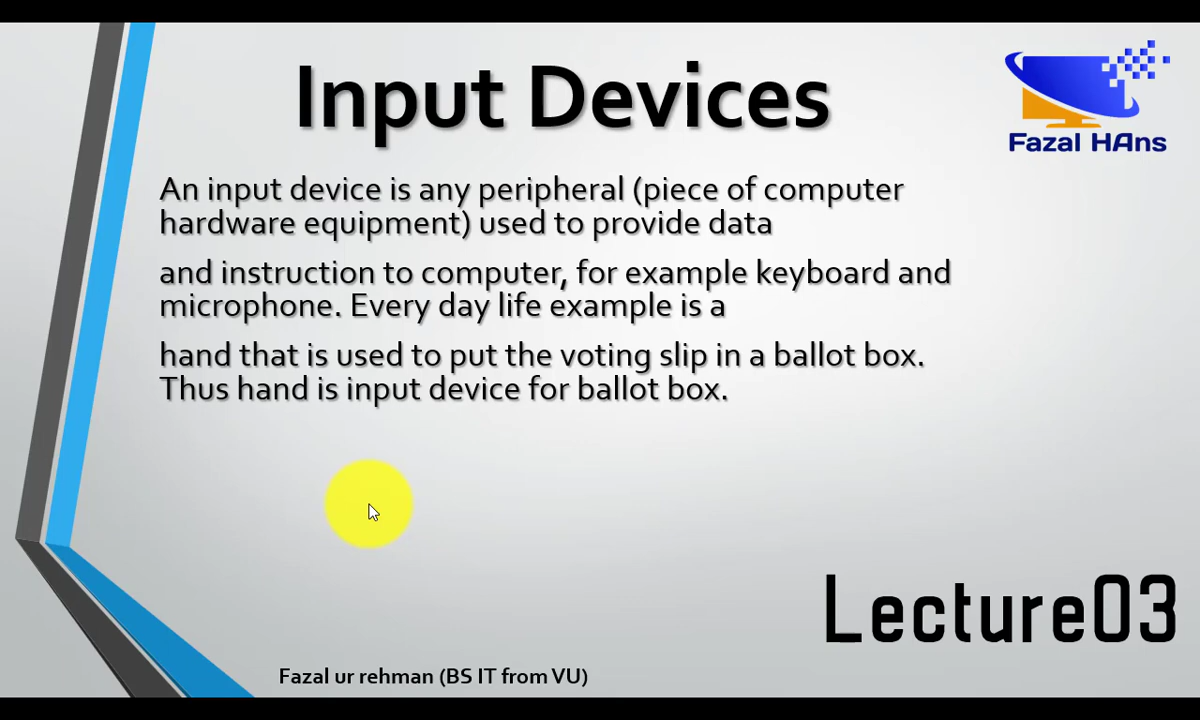 Input Devices
Fazal HAns
An input device is any peripheral (piece of computer
hardware equipment) used to provide data
and instruction to computer, for example keyboard and
microphone. Every day life example is a
hand that is used to put the voting slip in a ballot box.
Thus hand is input device for ballot box.
Lecture03
Fazal ur rehman (BS IT from VU)